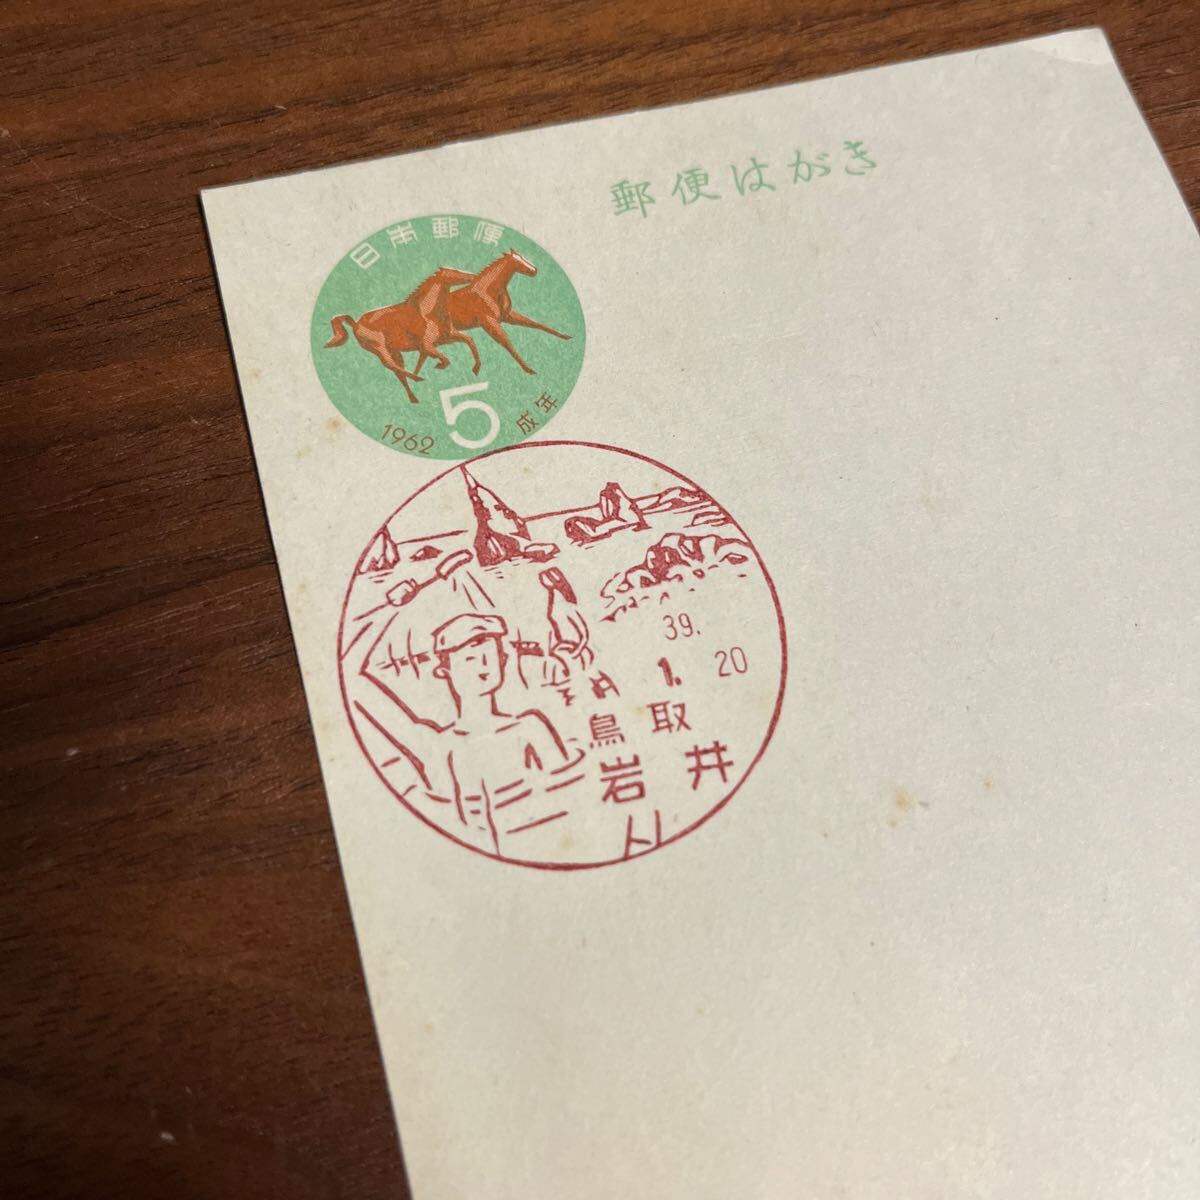 郵便はがき
日本郵便
5
1962 成年
39.
1. 20
鳥取
岩井